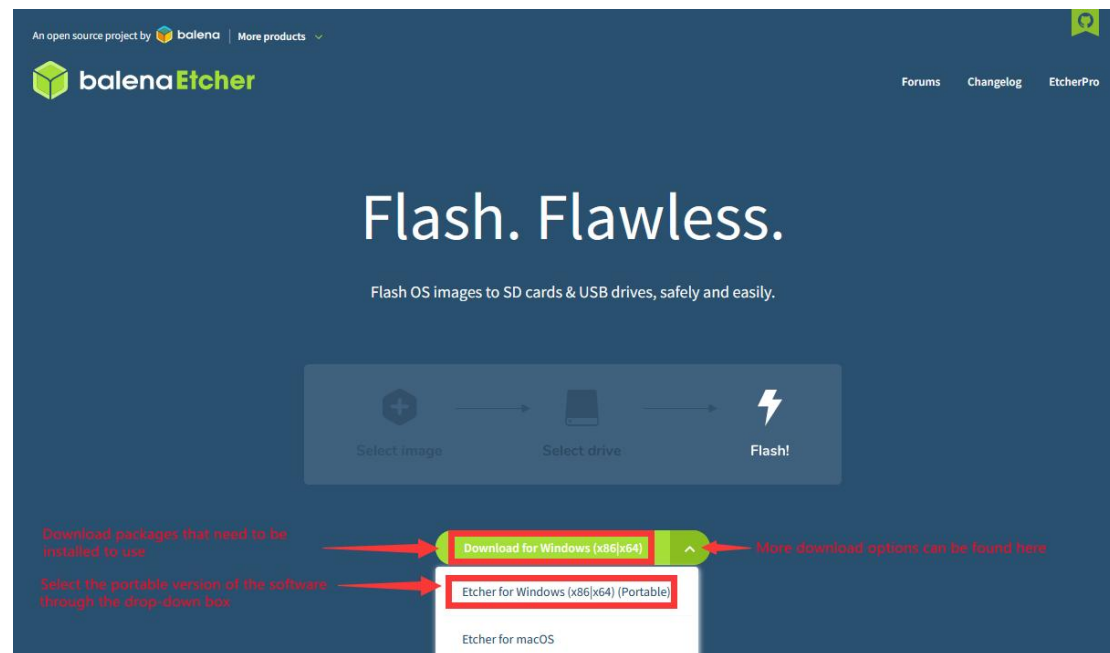 An open source project by balena More products
balenaEtcher
Forums Changelog EtcherPro
Flash. Flawless.
Flash OS images to SD cards & USB drives, safely and easily.
Select image Select drive Flash!
Download packages that need to be
installed to use
Download for Windows (x86|x64)
More download options can be found here
Select the portable version of the software
through the drop-down box
Etcher for Windows (x86|x64) (Portable)
Etcher for macOS